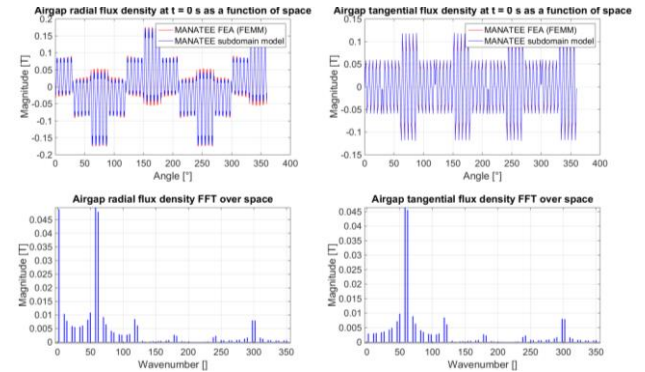 Airgap radial flux density at t = 0 s as a function of space
0.2
0.15
0.1
0.05
0
-0.05
-0.1
-0.15
-0.2
Magnitude [T]
MANATEE FEA (FEMM)
MANATEE subdomain model
0 50 100 150 200 250 300 350 400
Angle [°]
Airgap tangential flux density at t = 0 s as a function of space
0.15
0.1
0.05
0
-0.05
-0.1
-0.15
Magnitude [T]
MANATEE FEA (FEMM)
MANATEE subdomain model
0 50 100 150 200 250 300 350 400
Angle [°]
Airgap radial flux density FFT over space
0.045
0.04
0.035
0.03
0.025
0.02
0.015
0.01
0.005
0
Magnitude [T]
0 50 100 150 200 250 300 350
Wavenumber []
Airgap tangential flux density FFT over space
0.045
0.04
0.035
0.03
0.025
0.02
0.015
0.01
0.005
0
Magnitude [T]
0 50 100 150 200 250 300 350
Wavenumber []